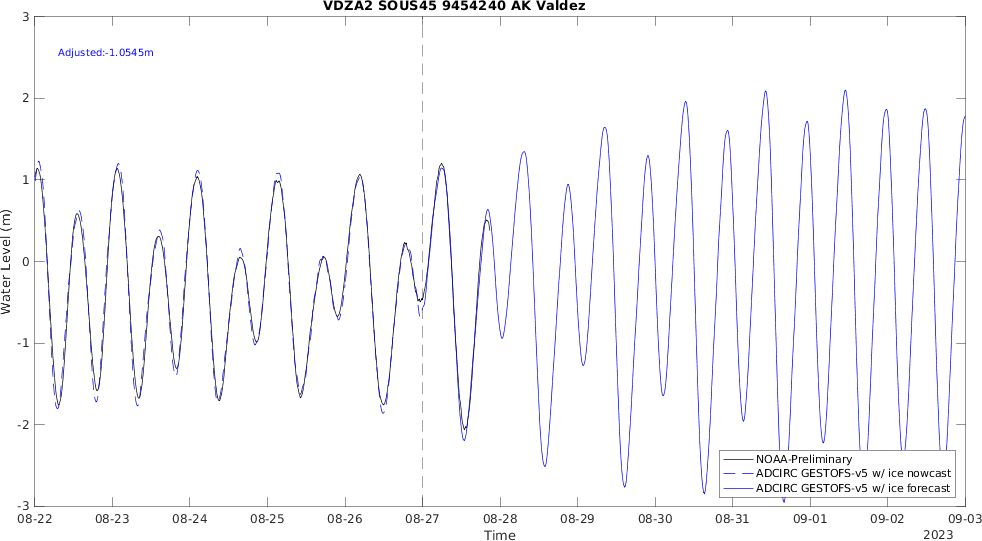 VDZA2 SOUS45 9454240 AK Valdez
Adjusted:-1.0545m
3
2
1
0
-1
-2
-3
Water Level (m)
NOAA-Preliminary
ADCIRC GESTOFS-v5 w/ ice nowcast
ADCIRC GESTOFS-v5 w/ ice forecast
08-22 08-23 08-24 08-25 08-26 08-27 08-28 08-29 08-30 08-31 09-01 09-02 09-03
Time
2023